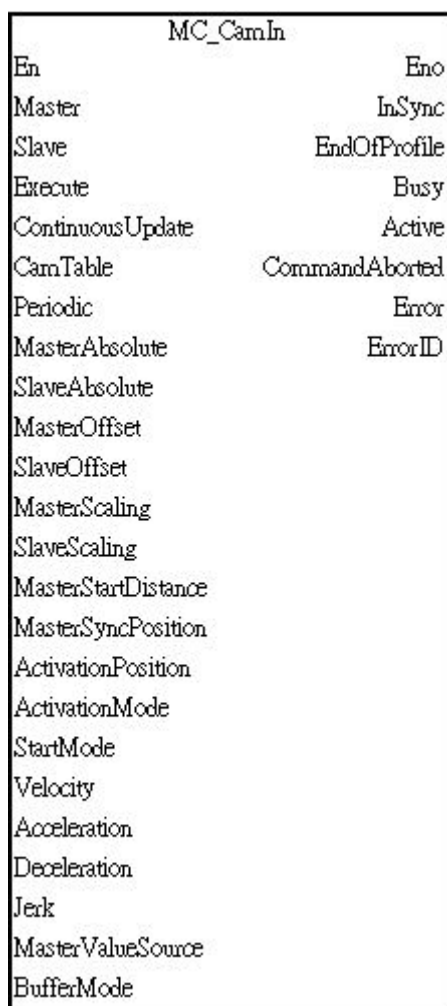 MC_CamIn
En Eno
Master InSync
Slave EndOfProfile
Execute Busy
ContinuousUpdate Active
CamTable CommandAborted
Periodic Error
MasterAbsolute ErrorID
SlaveAbsolute
MasterOffset
SlaveOffset
MasterScaling
SlaveScaling
MasterStartDistance
MasterSyncPosition
ActivationPosition
ActivationMode
StartMode
Velocity
Acceleration
Deceleration
Jerk
MasterValueSource
BufferMode